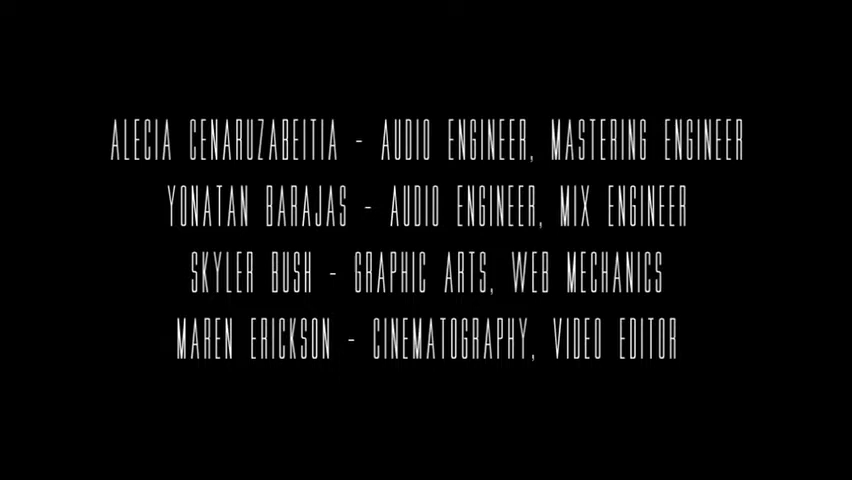 ALECIA CENARUZABEITIA - AUDIO ENGINEER, MASTERING ENGINEER
YONATAN BARAJAS - AUDIO ENGINEER, MIX ENGINEER
SKYLER BUSH - GRAPHIC ARTS, WEB MECHANICS
MAREN ERICKSON - CINEMATOGRAPHY, VIDEO EDITOR